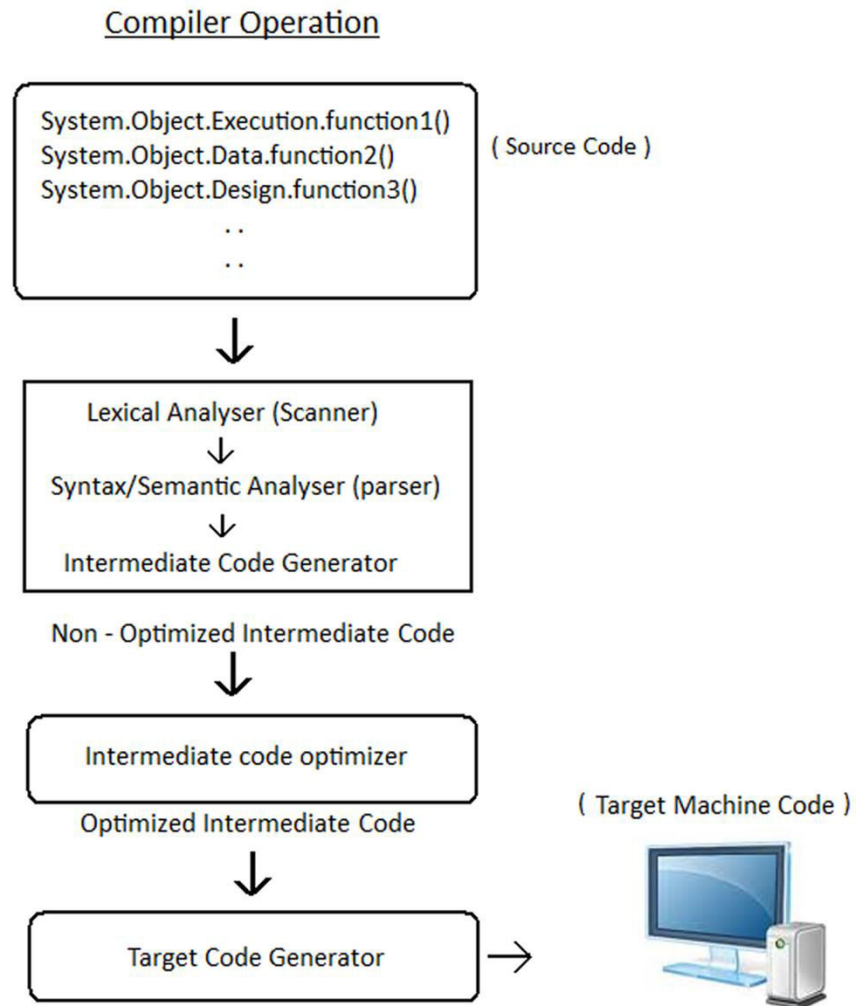 Compiler Operation
System.Object.Execution.function1()
System.Object.Data.function2()
System.Object.Design.function3()
. .
. .
( Source Code )
Lexical Analyser (Scanner)
Syntax/Semantic Analyser (parser)
Intermediate Code Generator
Non - Optimized Intermediate Code
Intermediate code optimizer
Optimized Intermediate Code
( Target Machine Code )
Target Code Generator